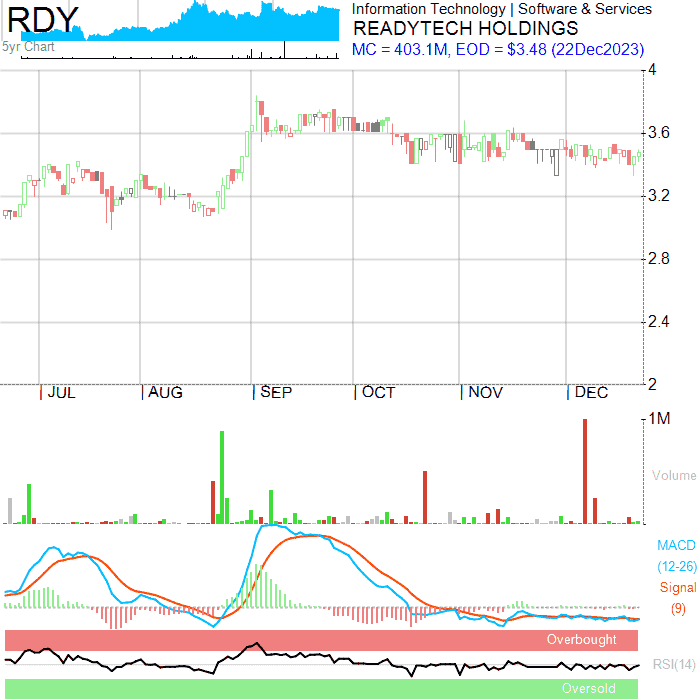 RDY
5yr Chart
Information Technology | Software & Services
READYTECH HOLDINGS
MC = 403.1M, EOD = $3.48 (22Dec2023)
4
3.6
3.2
2.8
2.4
2
JUL AUG SEP OCT NOV DEC
1M
Volume
MACD
(12-26)
Signal
(9)
Overbought
RSI(14)
Oversold